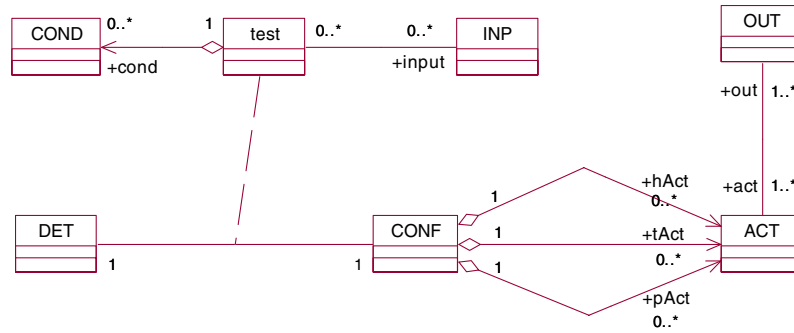 COND
0..*
1
test
0..*
0..*
INP
OUT
+cond
+input
+out
1..*
+act
1..*
DET
1
1
CONF
1
+hAct
0..*
1
+tAct
0..*
1
+pAct
0..*
ACT